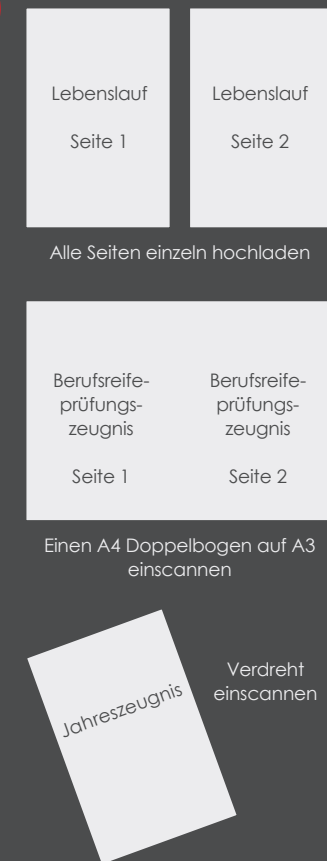 Lebenslauf
Seite 1
Lebenslauf
Seite 2
Alle Seiten einzeln hochladen
Berufsreife-
prüfungs-
zeugnis
Seite 1
Berufsreife-
prüfungs-
zeugnis
Seite 2
Einen A4 Doppelbogen auf A3
einscannen
Jahreszeugnis
Verdreht
einscannen